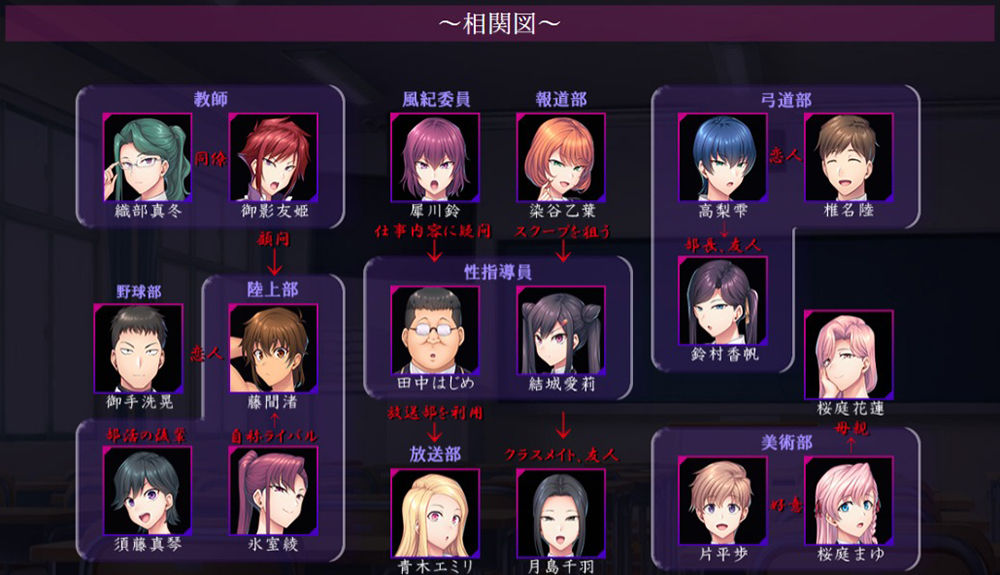 ～相関図～
教師
風紀委員
報道部
弓道部
同僚
恋人
織部真冬
御影友姫
犀川鈴
染谷乙葉
高梨雫
椎名陸
仕事内容に疑問
スクープを狙う
顧問
部長、友人
性指導員
野球部
陸上部
恋人
鈴村香帆
田中はじめ
結城愛莉
御手洗晃
藤間渚
桜庭花蓮
放送部を利用
母親
部活の後輩
自称ライバル
放送部
クラスメイト、友人
美術部
好意
須藤真琴
氷室綾
青木エミリ
月島千羽
片平歩
桜庭まゆ